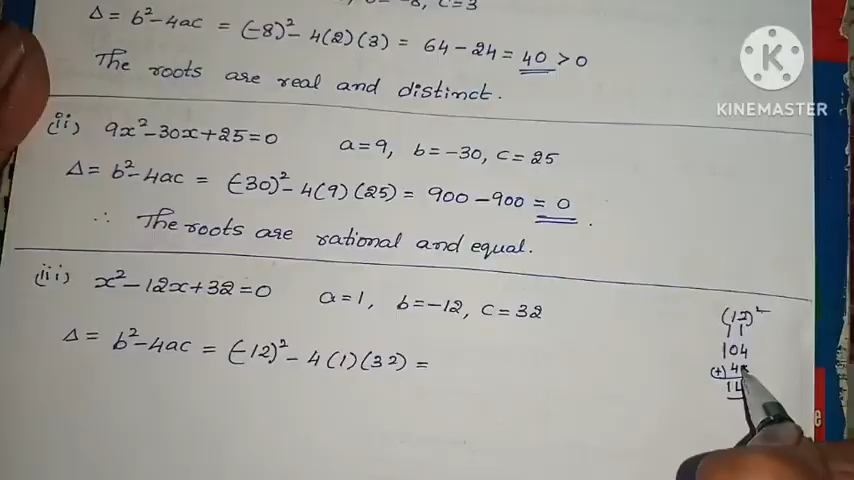 c=3
Δ = b²-4ac = (-8)² - 4(2)(3) = 64 - 24 = 40 > 0
The roots are real and distinct.
KINEMASTER
(ii) 9x²-30x+25=0 a=9, b=-30, c=25
Δ = b²-4ac = (-30)² - 4(9)(25) = 900 - 900 = 0
∴ The roots are rational and equal.
(iii) x²-12x+32=0 a=1, b=-12, c=32
Δ = b²-4ac = (-12)² - 4(1)(32) =
(12)²
104
(+) 4
14